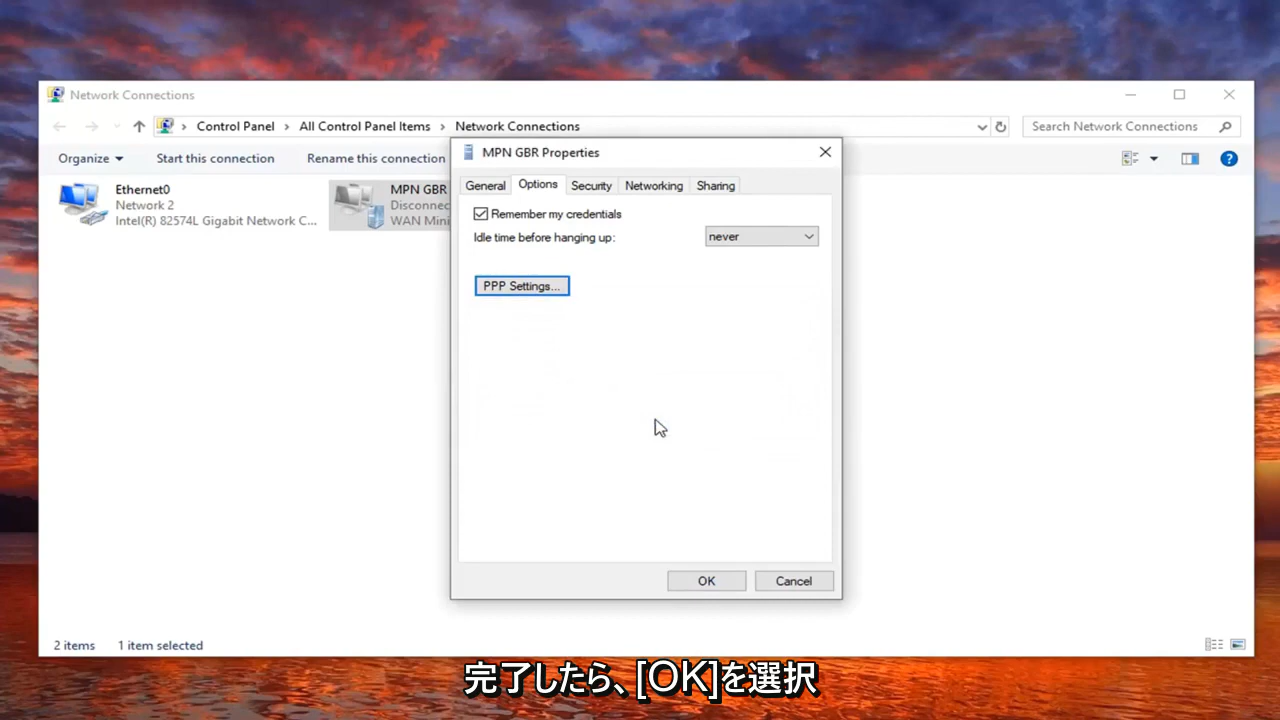 Network Connections
Control Panel > All Control Panel Items > Network Connections
Search Network Connections
Organize
Start this connection
Rename this connection
Ethernet0
Network 2
Intel(R) 82574L Gigabit Network C...
MPN GBR
Disconnec
WAN Mini
MPN GBR Properties
General
Options
Security
Networking
Sharing
Remember my credentials
Idle time before hanging up:
never
PPP Settings...
OK
Cancel
2 items
1 item selected
完了したら、[OK]を選択